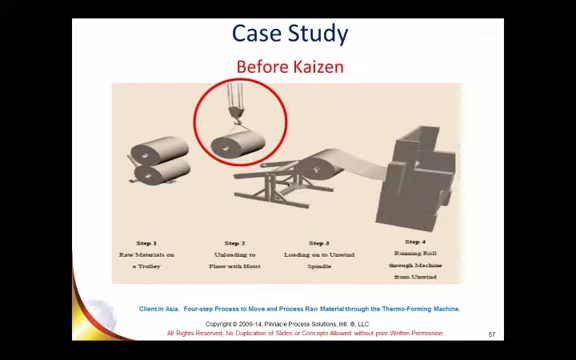 Case Study
Before Kaizen
Step 1
Raw Materials on
a Trolley
Step 2
Unloading to
Floor with Hoist
Step 3
Loading on to Unwind
Spindle
Step 4
Running Roll
through Machine
from Unwind
Client in Asia. Four-step Process to Move and Process Raw Material through the Thermo-Forming Machine.
Copyright © 2009-14, Pinnacle Process Solutions, Intl. ®, LLC
All Rights Reserved, No Duplication of Slides or Concepts Allowed without prior Written Permission.
57